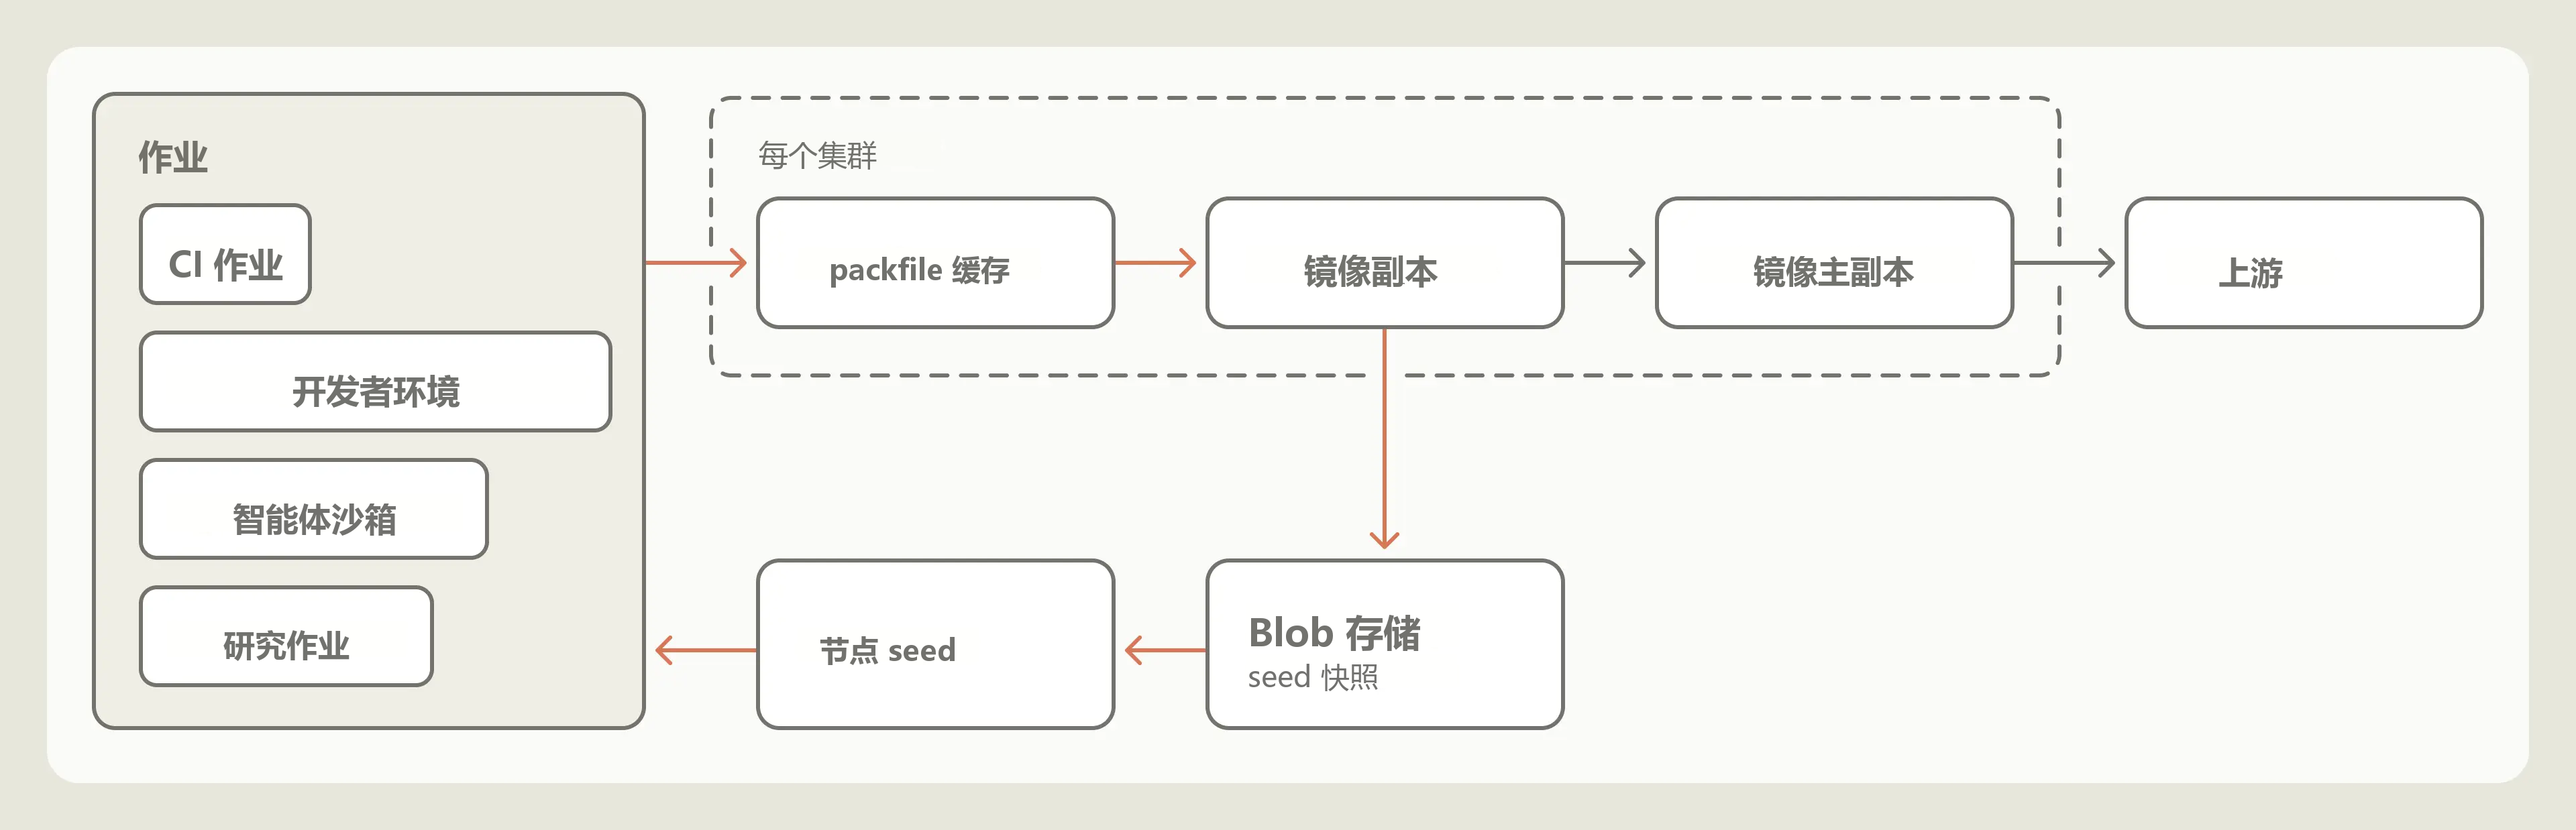 作业
CI 作业
开发者环境
智能体沙箱
研究作业
每个集群
packfile 缓存
镜像副本
镜像主副本
上游
节点 seed
Blob 存储
seed 快照